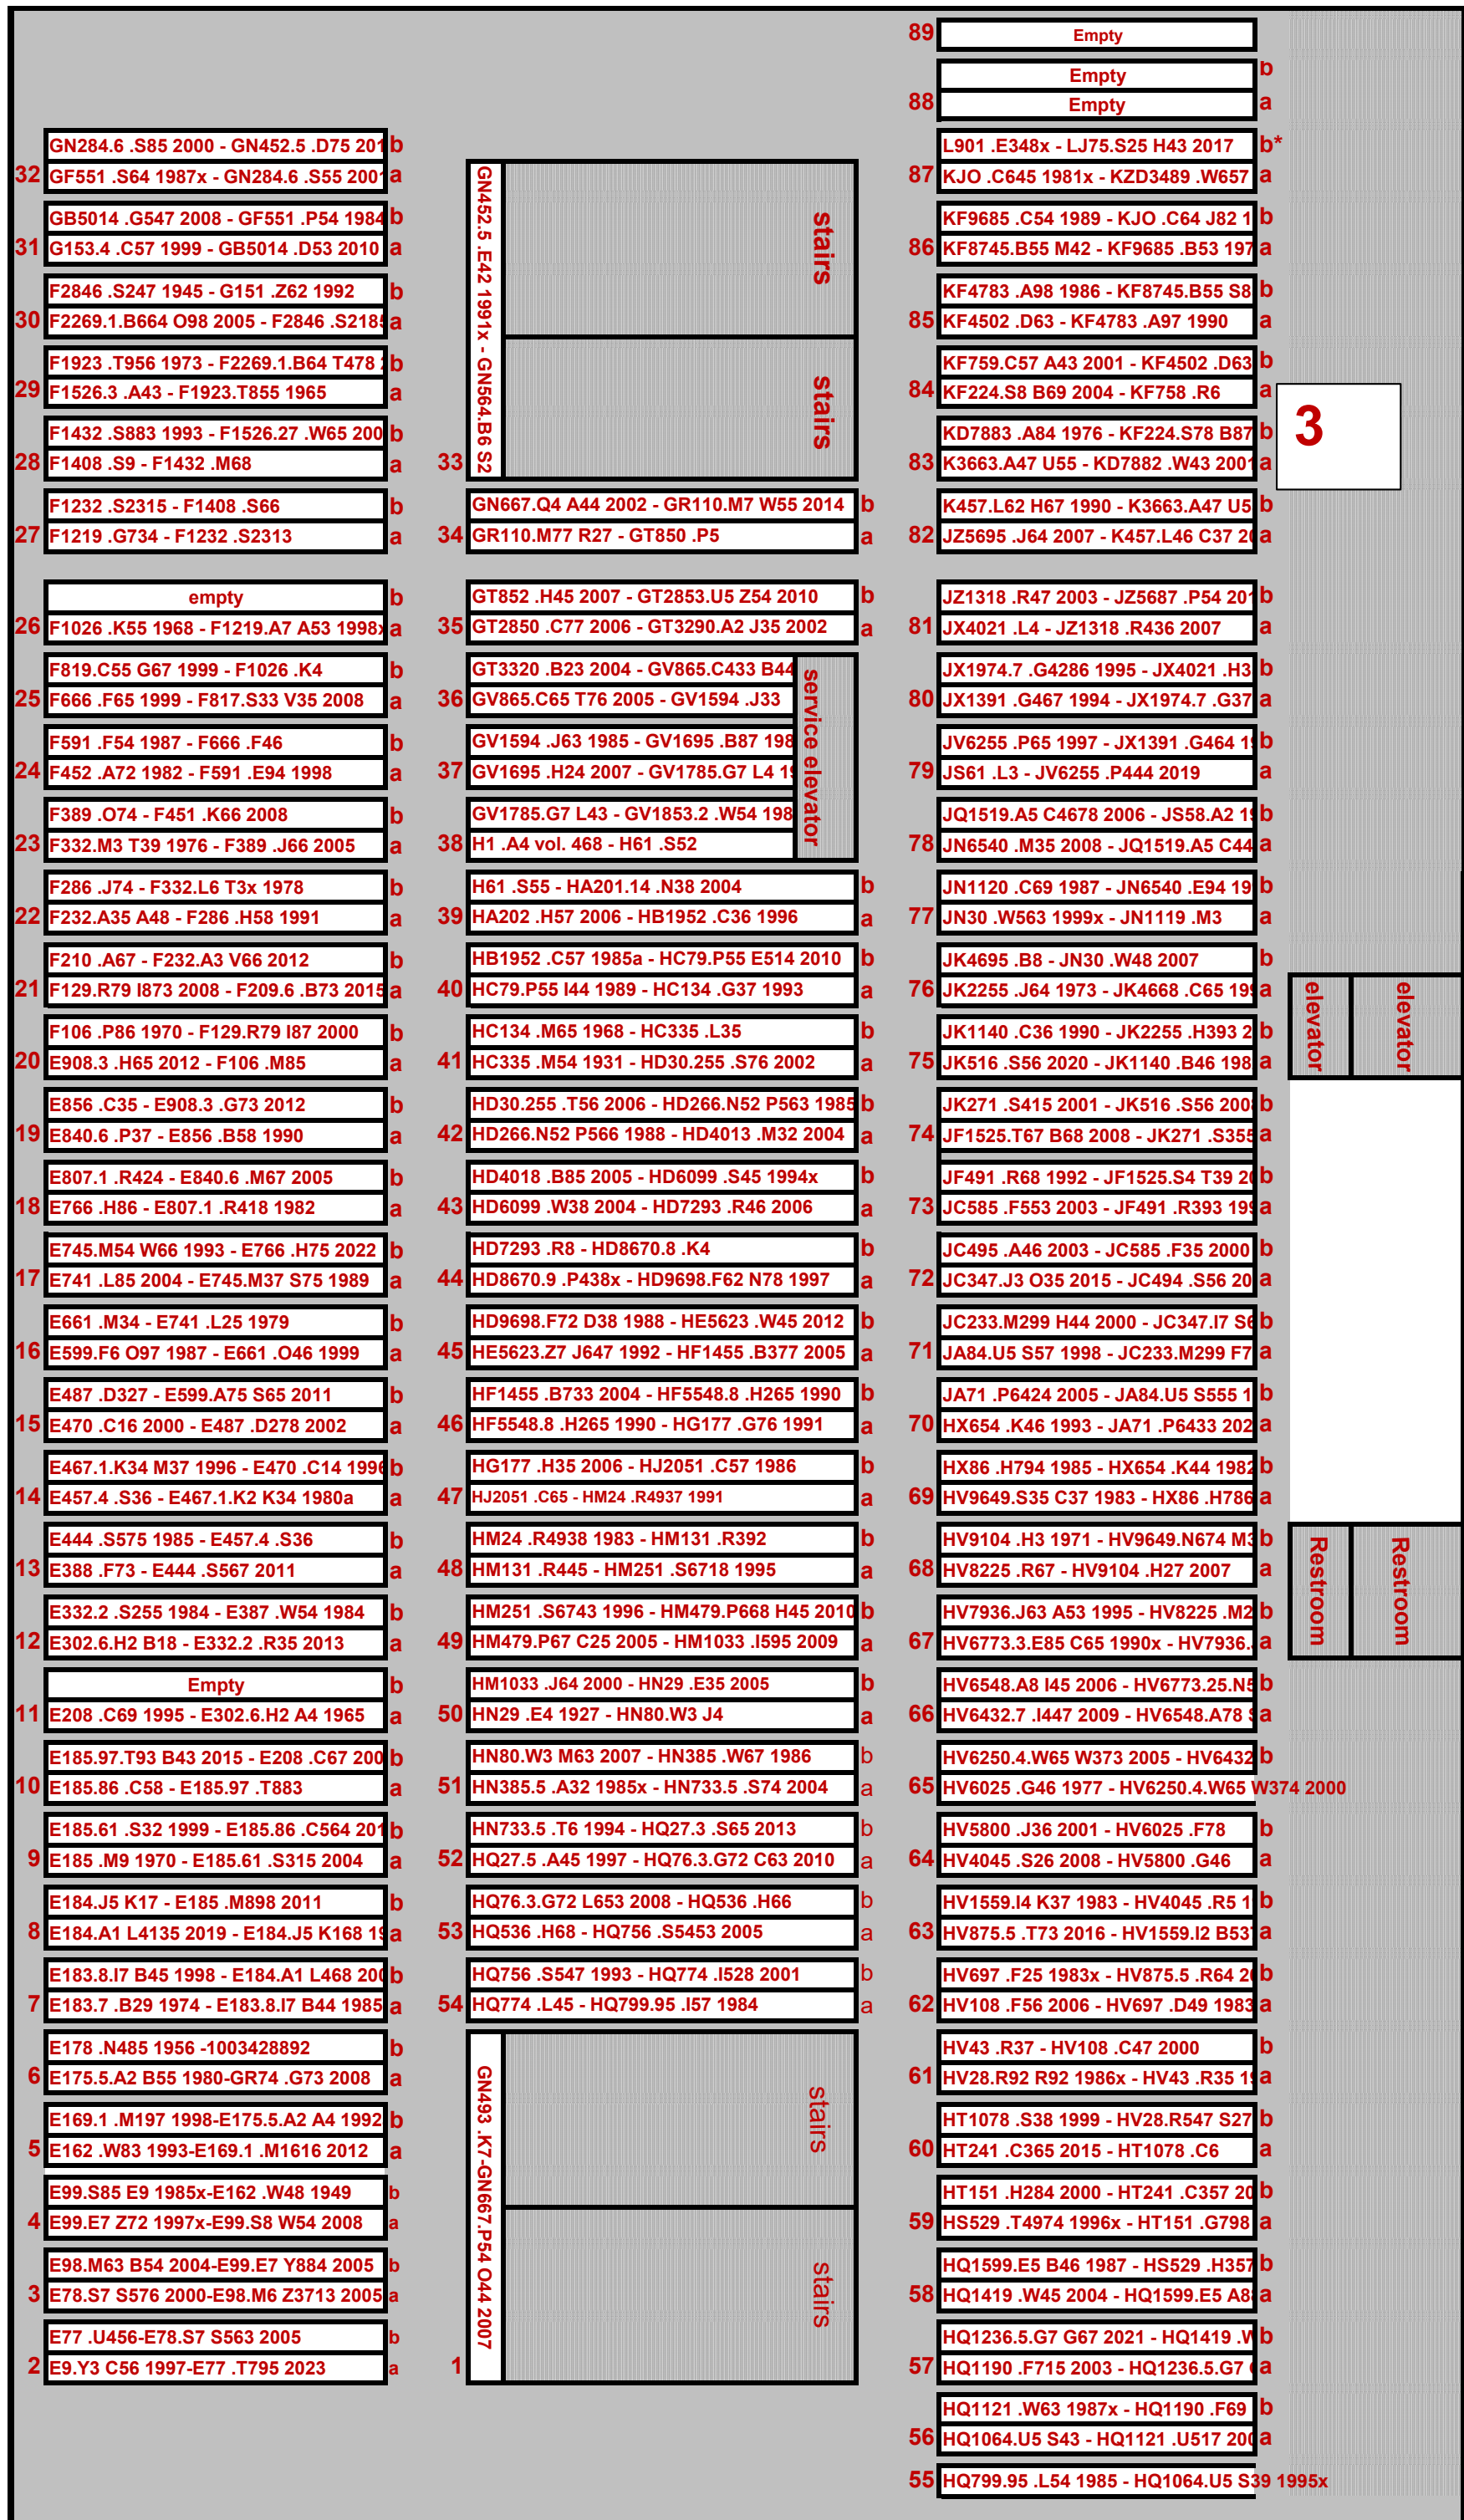 GN284.6 .S85 2000 - GN452.5 .D75 201 b
32 GF551 .S64 1987x - GN284.6 .S55 2001 a
GB5014 .G547 2008 - GF551 .P54 1984 b
31 G153.4 .C57 1999 - GB5014 .D53 2010 a
F2846 .S247 1945 - G151 .Z62 1992 b
30 F2269.1.B664 O98 2005 - F2846 .S2185 a
F1923 .T956 1973 - F2269.1.B64 T478 b
29 F1526.3 .A43 - F1923.T855 1965 a
F1432 .S883 1993 - F1526.27 .W65 200 b
28 F1408 .S9 - F1432 .M68 a
F1232 .S2315 - F1408 .S66 b
27 F1219 .G734 - F1232 .S2313 a
empty b
26 F1026 .K55 1968 - F1219.A7 A53 1998x a
F819.C55 G67 1999 - F1026 .K4 b
25 F666 .F65 1999 - F817.S33 V35 2008 a
F591 .F54 1987 - F666 .F46 b
24 F452 .A72 1982 - F591 .E94 1998 a
F389 .O74 - F451 .K66 2008 b
23 F332.M3 T39 1976 - F389 .J66 2005 a
F286 .J74 - F332.L6 T3x 1978 b
22 F232.A35 A48 - F286 .H58 1991 a
F210 .A67 - F232.A3 V66 2012 b
21 F129.R79 I873 2008 - F209.6 .B73 2015 a
F106 .P86 1970 - F129.R79 I87 2000 b
20 E908.3 .H65 2012 - F106 .M85 a
E856 .C35 - E908.3 .G73 2012 b
19 E840.6 .P37 - E856 .B58 1990 a
E807.1 .R424 - E840.6 .M67 2005 b
18 E766 .H86 - E807.1 .R418 1982 a
E745.M54 W66 1993 - E766 .H75 2022 b
17 E741 .L85 2004 - E745.M37 S75 1989 a
E661 .M34 - E741 .L25 1979 b
16 E599.F6 O97 1987 - E661 .O46 1999 a
E487 .D327 - E599.A75 S65 2011 b
15 E470 .C16 2000 - E487 .D278 2002 a
E467.1.K34 M37 1996 - E470 .C14 1996 b
14 E457.4 .S36 - E467.1.K2 K34 1980a a
E444 .S575 1985 - E457.4 .S36 b
13 E388 .F73 - E444 .S567 2011 a
E332.2 .S255 1984 - E387 .W54 1984 b
12 E302.6.H2 B18 - E332.2 .R35 2013 a
Empty b
11 E208 .C69 1995 - E302.6.H2 A4 1965 a
E185.97.T93 B43 2015 - E208 .C67 200 b
10 E185.86 .C58 - E185.97 .T883 a
E185.61 .S32 1999 - E185.86 .C564 201 b
9 E185 .M9 1970 - E185.61 .S315 2004 a
E184.J5 K17 - E185 .M898 2011 b
8 E184.A1 L4135 2019 - E184.J5 K168 19 a
E183.8.I7 B45 1998 - E184.A1 L468 200 b
7 E183.7 .B29 1974 - E183.8.I7 B44 1985 a
E178 .N485 1956 -1003428892 b
6 E175.5.A2 B55 1980-GR74 .G73 2008 a
E169.1 .M197 1998-E175.5.A2 A4 1992 b
5 E162 .W83 1993-E169.1 .M1616 2012 a
E99.S85 E9 1985x-E162 .W48 1949 b
4 E99.E7 Z72 1997x-E99.S8 W54 2008 a
E98.M63 B54 2004-E99.E7 Y884 2005 b
3 E78.S7 S576 2000-E98.M6 Z3713 2005 a
E77 .U456-E78.S7 S563 2005 b
2 E9.Y3 C56 1997-E77 .T795 2023 a
GN452.5 .E42 1991x - GN564.B6 S2
33
stairs
stairs
GN667.Q4 A44 2002 - GR110.M7 W55 2014 b
34 GR110.M77 R27 - GT850 .P5 a
GT852 .H45 2007 - GT2853.U5 Z54 2010 b
35 GT2850 .C77 2006 - GT3290.A2 J35 2002 a
GT3320 .B23 2004 - GV865.C433 B44
36 GV865.C65 T76 2005 - GV1594 .J33
GV1594 .J63 1985 - GV1695 .B87 198
37 GV1695 .H24 2007 - GV1785.G7 L4 19
GV1785.G7 L43 - GV1853.2 .W54 198
38 H1 .A4 vol. 468 - H61 .S52
service elevator
H61 .S55 - HA201.14 .N38 2004 b
39 HA202 .H57 2006 - HB1952 .C36 1996 a
HB1952 .C57 1985a - HC79.P55 E514 2010 b
40 HC79.P55 I44 1989 - HC134 .G37 1993 a
HC134 .M65 1968 - HC335 .L35 b
41 HC335 .M54 1931 - HD30.255 .S76 2002 a
HD30.255 .T56 2006 - HD266.N52 P563 1985 b
42 HD266.N52 P566 1988 - HD4013 .M32 2004 a
HD4018 .B85 2005 - HD6099 .S45 1994x b
43 HD6099 .W38 2004 - HD7293 .R46 2006 a
HD7293 .R8 - HD8670.8 .K4 b
44 HD8670.9 .P438x - HD9698.F62 N78 1997 a
HD9698.F72 D38 1988 - HE5623 .W45 2012 b
45 HE5623.Z7 J647 1992 - HF1455 .B377 2005 a
HF1455 .B733 2004 - HF5548.8 .H265 1990 b
46 HF5548.8 .H265 1990 - HG177 .G76 1991 a
HG177 .H35 2006 - HJ2051 .C57 1986 b
47 HJ2051 .C65 - HM24 .R4937 1991 a
HM24 .R4938 1983 - HM131 .R392 b
48 HM131 .R445 - HM251 .S6718 1995 a
HM251 .S6743 1996 - HM479.P668 H45 2010 b
49 HM479.P67 C25 2005 - HM1033 .I595 2009 a
HM1033 .J64 2000 - HN29 .E35 2005 b
50 HN29 .E4 1927 - HN80.W3 J4 a
HN80.W3 M63 2007 - HN385 .W67 1986 b
51 HN385.5 .A32 1985x - HN733.5 .S74 2004 a
HN733.5 .T6 1994 - HQ27.3 .S65 2013 b
52 HQ27.5 .A45 1997 - HQ76.3.G72 C63 2010 a
HQ76.3.G72 L653 2008 - HQ536 .H66 b
53 HQ536 .H68 - HQ756 .S5453 2005 a
HQ756 .S547 1993 - HQ774 .I528 2001 b
54 HQ774 .L45 - HQ799.95 .I57 1984 a
GN493 .K7-GN667.P54 O44 2007
1
stairs
stairs
89 Empty
Empty b
88 Empty a
L901 .E348x - LJ75.S25 H43 2017 b*
87 KJO .C645 1981x - KZD3489 .W657 a
KF9685 .C54 1989 - KJO .C64 J82 1 b
86 KF8745.B55 M42 - KF9685 .B53 197 a
KF4783 .A98 1986 - KF8745.B55 S8 b
85 KF4502 .D63 - KF4783 .A97 1990 a
KF759.C57 A43 2001 - KF4502 .D63 b
84 KF224.S8 B69 2004 - KF758 .R6 a
KD7883 .A84 1976 - KF224.S78 B87 b
83 K3663.A47 U55 - KD7882 .W43 2001 a
K457.L62 H67 1990 - K3663.A47 U5 b
82 JZ5695 .J64 2007 - K457.L46 C37 20 a
3
JZ1318 .R47 2003 - JZ5687 .P54 201 b
81 JX4021 .L4 - JZ1318 .R436 2007 a
JX1974.7 .G4286 1995 - JX4021 .H3 b
80 JX1391 .G467 1994 - JX1974.7 .G37 a
JV6255 .P65 1997 - JX1391 .G464 19 b
79 JS61 .L3 - JV6255 .P444 2019 a
JQ1519.A5 C4678 2006 - JS58.A2 19 b
78 JN6540 .M35 2008 - JQ1519.A5 C44 a
JN1120 .C69 1987 - JN6540 .E94 19 b
77 JN30 .W563 1999x - JN1119 .M3 a
JK4695 .B8 - JN30 .W48 2007 b
76 JK2255 .J64 1973 - JK4668 .C65 199 a
elevator
elevator
JK1140 .C36 1990 - JK2255 .H393 2 b
75 JK516 .S56 2020 - JK1140 .B46 198 a
JK271 .S415 2001 - JK516 .S56 200 b
74 JF1525.T67 B68 2008 - JK271 .S355 a
JF491 .R68 1992 - JF1525.S4 T39 20 b
73 JC585 .F553 2003 - JF491 .R393 199 a
JC495 .A46 2003 - JC585 .F35 2000 b
72 JC347.J3 O35 2015 - JC494 .S56 20 a
JC233.M299 H44 2000 - JC347.I7 S6 b
71 JA84.U5 S57 1998 - JC233.M299 F7 a
JA71 .P6424 2005 - JA84.U5 S555 1 b
70 HX654 .K46 1993 - JA71 .P6433 202 a
HX86 .H794 1985 - HX654 .K44 1982 b
69 HV9649.S35 C37 1983 - HX86 .H786 a
HV9104 .H3 1971 - HV9649.N674 M3 b
68 HV8225 .R67 - HV9104 .H27 2007 a
Restroom
Restroom
HV7936.J63 A53 1995 - HV8225 .M2 b
67 HV6773.3.E85 C65 1990x - HV7936. a
HV6548.A8 I45 2006 - HV6773.25.N5 b
66 HV6432.7 .I447 2009 - HV6548.A78 a
HV6250.4.W65 W373 2005 - HV6432 b
65 HV6025 .G46 1977 - HV6250.4.W65 W374 2000
HV5800 .J36 2001 - HV6025 .F78 b
64 HV4045 .S26 2008 - HV5800 .G46 a
HV1559.I4 K37 1983 - HV4045 .R5 1 b
63 HV875.5 .T73 2016 - HV1559.I2 B537 a
HV697 .F25 1983x - HV875.5 .R64 20 b
62 HV108 .F56 2006 - HV697 .D49 1983 a
HV43 .R37 - HV108 .C47 2000 b
61 HV28.R92 R92 1986x - HV43 .R35 19 a
HT1078 .S38 1999 - HV28.R547 S27 b
60 HT241 .C365 2015 - HT1078 .C6 a
HT151 .H284 2000 - HT241 .C357 20 b
59 HS529 .T4974 1996x - HT151 .G798 a
HQ1599.E5 B46 1987 - HS529 .H357 b
58 HQ1419 .W45 2004 - HQ1599.E5 A8 a
HQ1236.5.G7 G67 2021 - HQ1419 .W b
57 HQ1190 .F715 2003 - HQ1236.5.G7 a
HQ1121 .W63 1987x - HQ1190 .F69 b
56 HQ1064.U5 S43 - HQ1121 .U517 200 a
55 HQ799.95 .L54 1985 - HQ1064.U5 S39 1995x